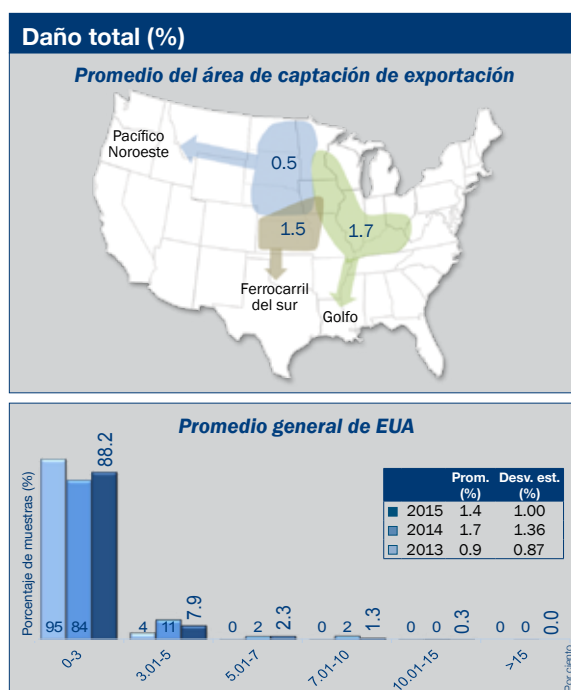 Daño total (%)
Promedio del área de captación de exportación
Pacífico
Noroeste
0.5
1.5
1.7
Ferrocarril
del sur
Golfo
Promedio general de EUA
Porcentaje de muestras (%)
Prom. Desv. est.
(%) (%)
2015 1.4 1.00
2014 1.7 1.36
2013 0.9 0.87
95 84 88.2
4 11 7.9
0 2 2.3
0 2 1.3
0 0 0.3
0 0 0.0
0-3
3.01-5
5.01-7
7.01-10
10.01-15
>15
Por ciento